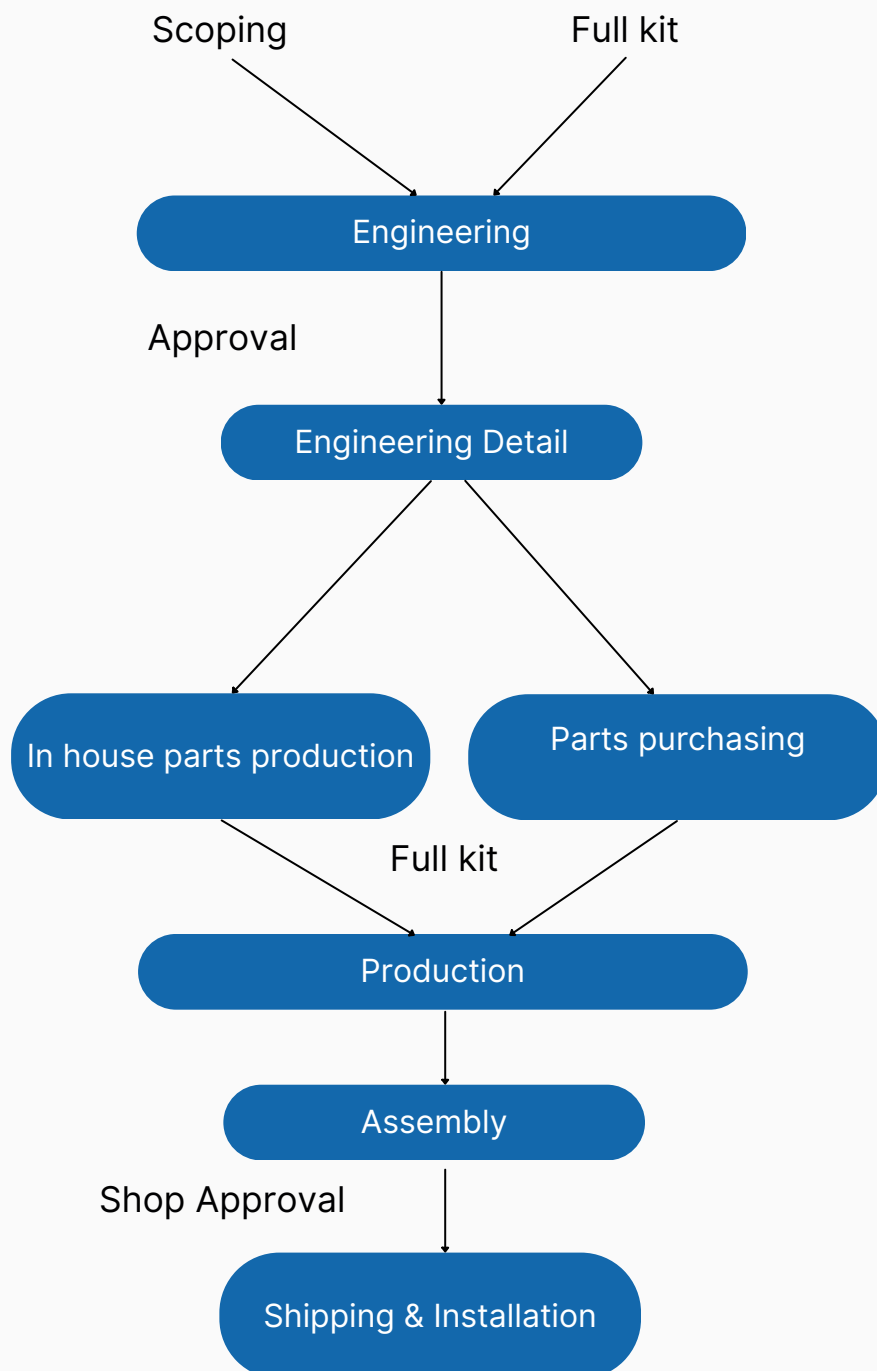 Scoping
Full kit
Engineering
Approval
Engineering Detail
In house parts production
Parts purchasing
Full kit
Production
Assembly
Shop Approval
Shipping & Installation